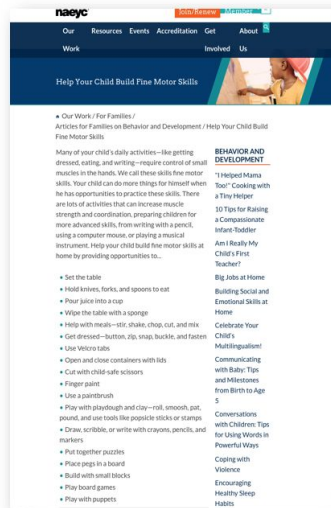 naeyc
Join/Renew
Member
Our Work
Resources
Events
Accreditation
Get Involved
About Us
Help Your Child Build Fine Motor Skills
Our Work / For Families /
Articles for Families on Behavior and Development / Help Your Child Build
Fine Motor Skills
Many of your child's daily activities—like getting
dressed, eating, and writing—require control of small
muscles in the hands. We call these skills fine motor
skills. Your child can do more things for himself when
he has opportunities to practice these skills. There
are lots of activities that can increase muscle
strength and coordination, preparing children for
more advanced skills, from writing with a pencil,
using a computer mouse, or playing a musical
instrument. Help your child build fine motor skills at
home by providing opportunities to...
• Set the table
• Hold knives, forks, and spoons to eat
• Pour juice into a cup
• Wipe the table with a sponge
• Help with meals—stir, shake, chop, cut, and mix
• Get dressed—button, zip, snap, buckle, and fasten
• Use Velcro tabs
• Open and close containers with lids
• Cut with child-safe scissors
• Finger paint
• Use a paintbrush
• Play with playdough and clay—roll, smoosh, pat,
pound, and use tools like popsicle sticks or stamps
• Draw, scribble, or write with crayons, pencils, and
markers
• Put together puzzles
• Place pegs in a board
• Build with small blocks
• Play board games
• Play with puppets
BEHAVIOR AND
DEVELOPMENT
"I Helped Mama
Too!" Cooking with
a Tiny Helper
10 Tips for Raising
a Compassionate
Infant-Toddler
Am I Really My
Child's First
Teacher?
Big Jobs at Home
Building Social and
Emotional Skills at
Home
Celebrate Your
Child's
Multilingualism!
Communicating
with Baby: Tips
and Milestones
from Birth to Age
5
Conversations
with Children: Tips
for Using Words in
Powerful Ways
Coping with
Violence
Encouraging
Healthy Sleep
Habits